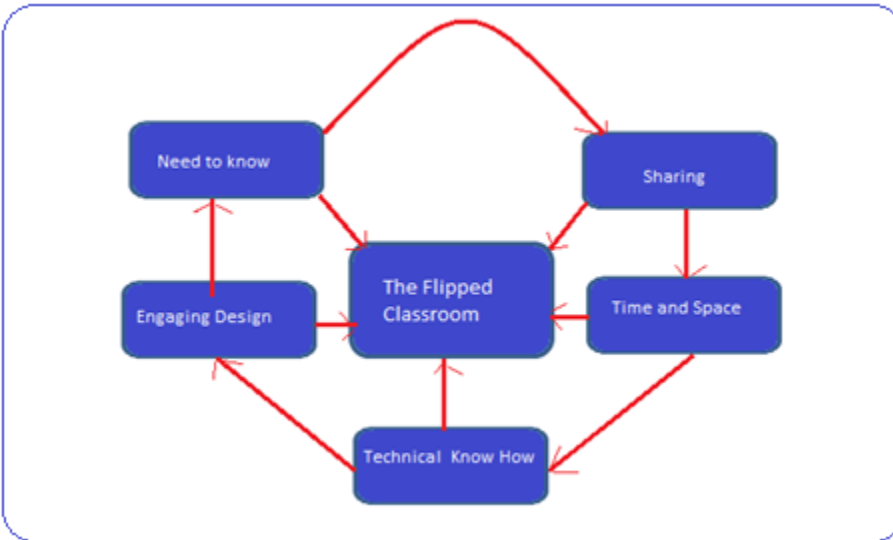 Need to know
Sharing
The Flipped
Classroom
Engaging Design
Time and Space
Technical  Know How